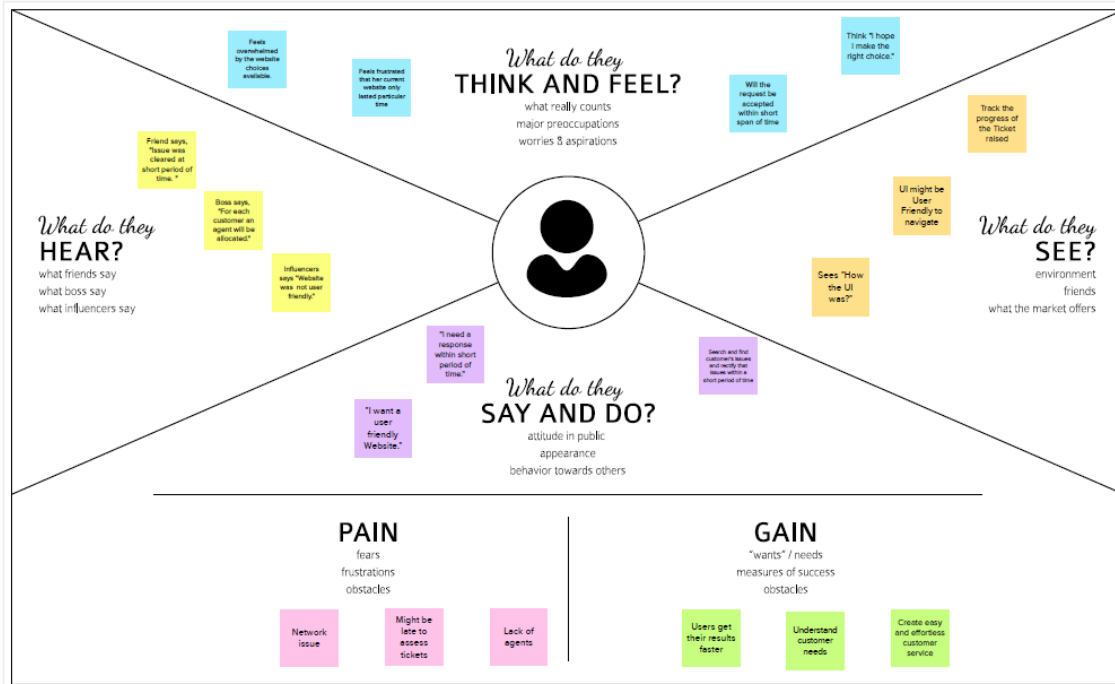 Feels
overwhelmed
by the website
choices
available.
Feels frustrated
that her current
website only
lasted perticular
time
What do they
THINK AND FEEL?
what really counts
major preoccupations
worries & aspirations
Will the
request be
accepted
within short
span of time
Think "I hope
I make the
right choice."
Friend says,
"Issue was
cleared at
short period of
time. "
Boss says,
"For each
customer an
agent will be
allocated."
Influencers
says "Website
was not user
friendly."
What do they
HEAR?
what friends say
what boss say
what influencers say
Track the
progress of
the Ticket
raised
UI might be
User
Friendly to
navigate
Sees "How
the UI
was?"
What do they
SEE?
environment
friends
what the market offers
"I need a
response
within short
period of
time."
"I want a
user
friendly
Website."
What do they
SAY AND DO?
attitude in public
appearance
behavior towards others
Search and find
customer's issues
and rectify that
issues within a
short period of time
PAIN
fears
frustrations
obstacles
Network
issue
Might be
late to
assess
tickets
Lack of
agents
GAIN
"wants" / needs
measures of success
obstacles
Users get
their results
faster
Understand
customer
needs
Create easy
and effortless
customer
service